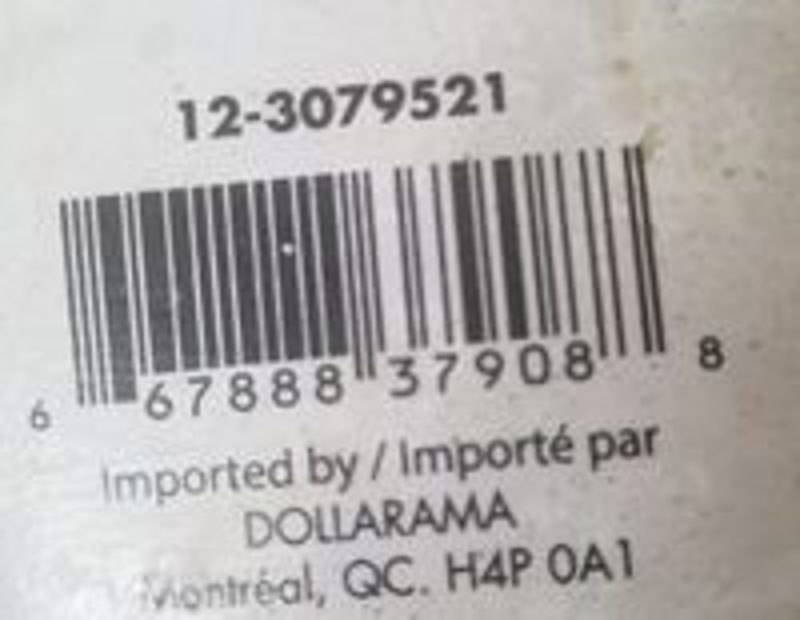 12-3079521
6 67888 37908 8
Imported by / Importé par
DOLLARAMA
Montréal, QC. H4P 0A1